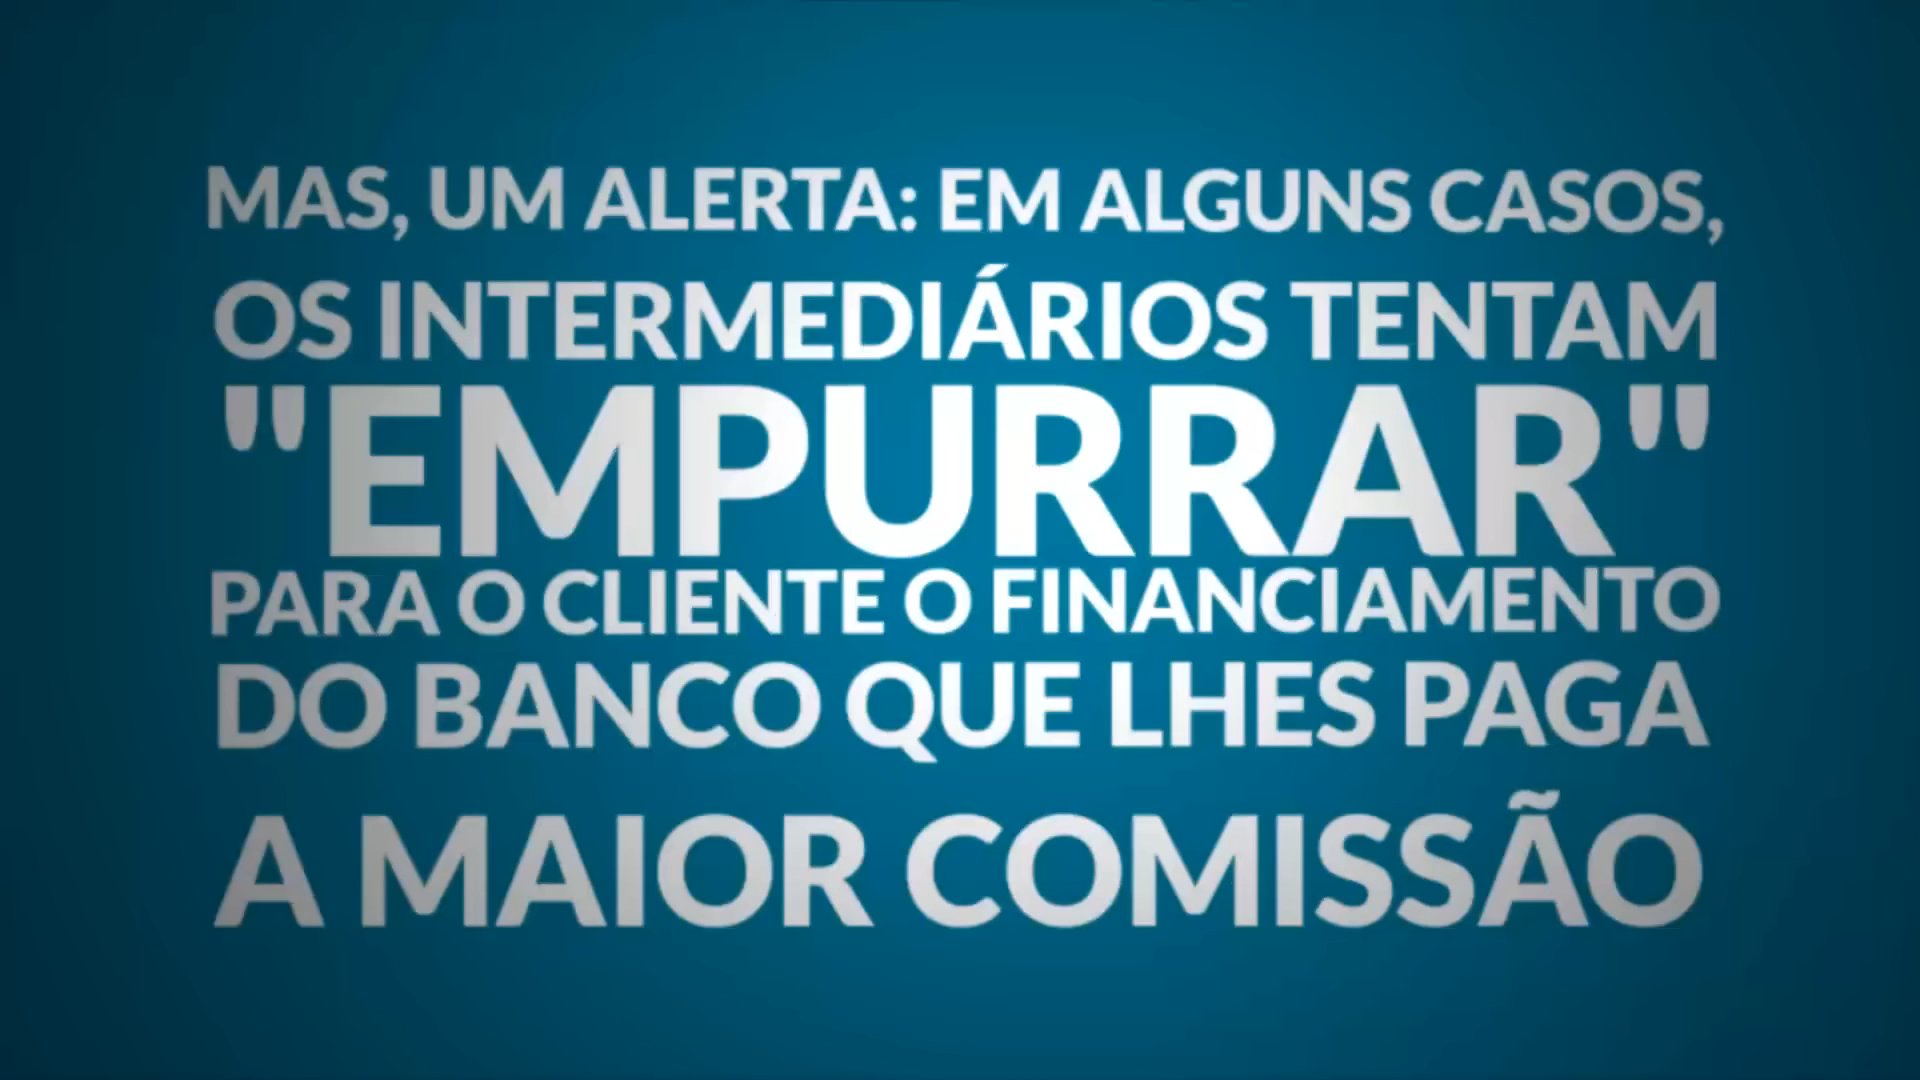 MAS, UM ALERTA: EM ALGUNS CASOS,
OS INTERMEDIÁRIOS TENTAM
"EMPURRAR"
PARA O CLIENTE O FINANCIAMENTO
DO BANCO QUE LHES PAGA
A MAIOR COMISSÃO